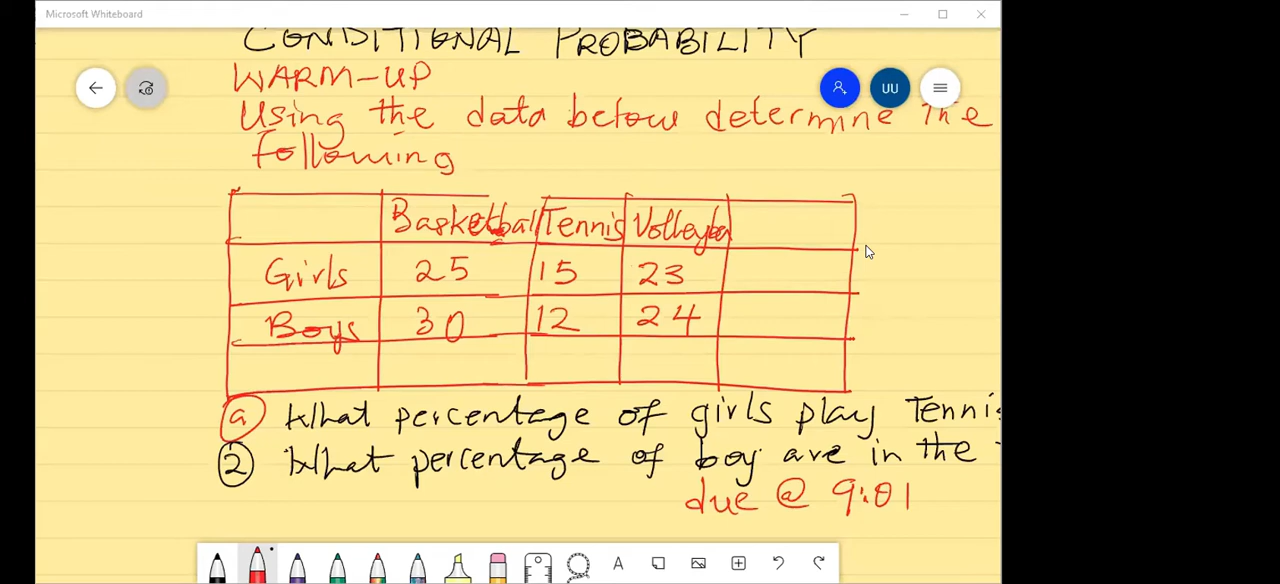 Microsoft Whiteboard
CONDITIONAL PROBABILITY
WARM-UP
UU
Using the data below determine the
following
Basketball Tennis Volleyba
Girls 25 15 23
Boys 30 12 24
a What percentage of girls play Tennis
2 What percentage of boy are in the
due @ 9:01
A